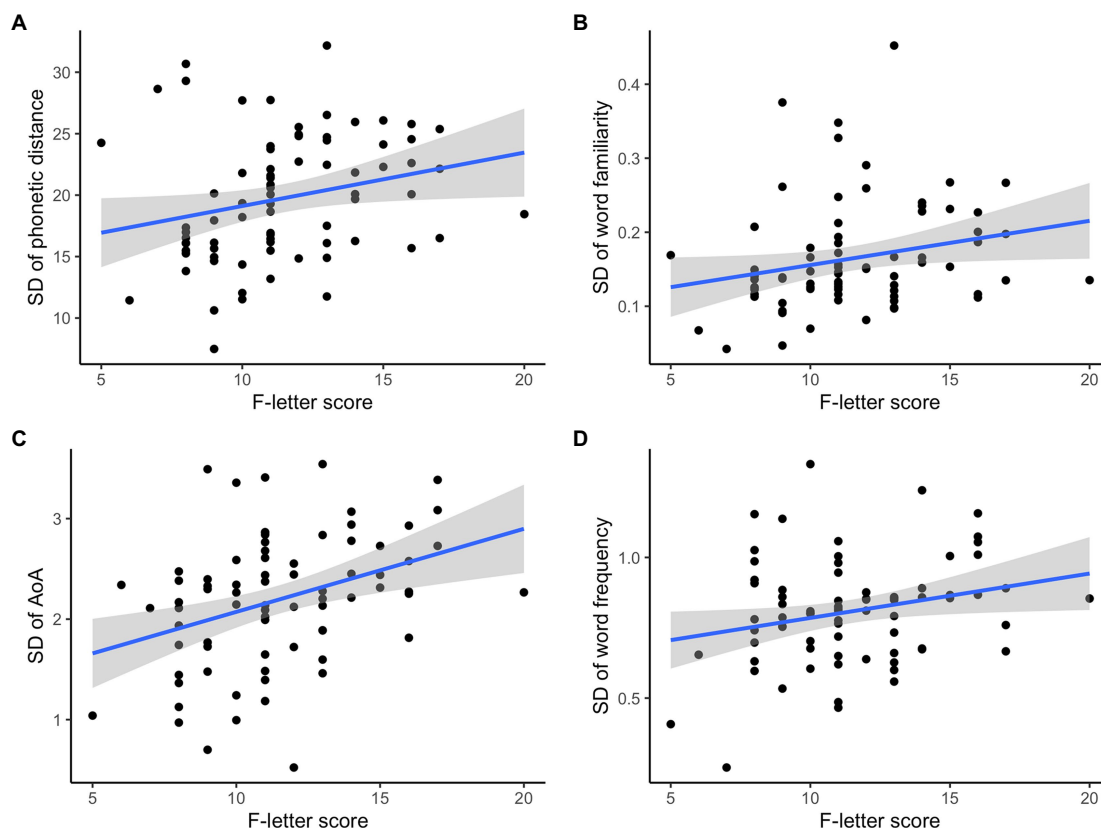 A
SD of phonetic distance
30
25
20
15
10
5
10
15
20
F-letter score
B
SD of word familiarity
0.4
0.3
0.2
0.1
5
10
15
20
F-letter score
C
SD of AoA
3
2
1
5
10
15
20
F-letter score
D
SD of word frequency
1.0
0.5
5
10
15
20
F-letter score